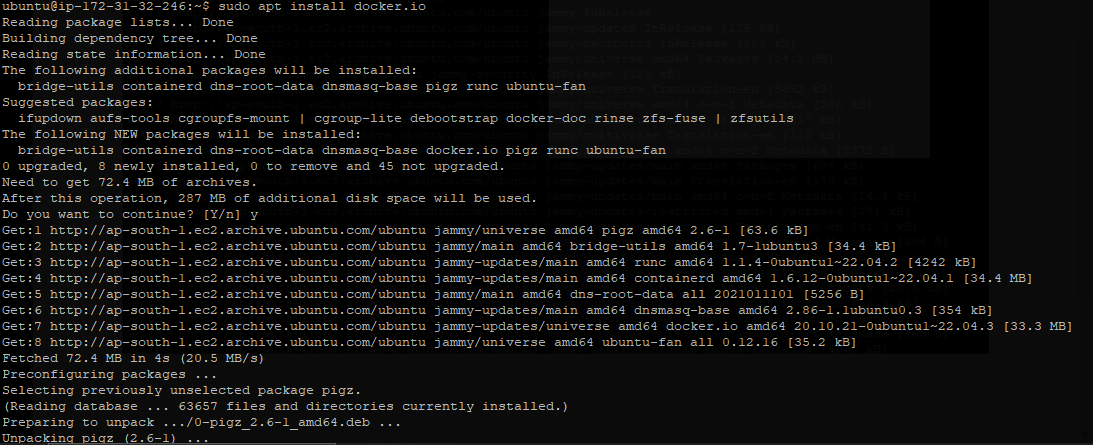 ubuntu@ip-172-31-32-246:~$ sudo apt install docker.io
Reading package lists... Done
Building dependency tree... Done
Reading state information... Done
The following additional packages will be installed:
  bridge-utils containerd dns-root-data dnsmasq-base pigz runc ubuntu-fan
Suggested packages:
  ifupdown aufs-tools cgroupfs-mount | cgroup-lite debootstrap docker-doc rinse zfs-fuse | zfsutils
The following NEW packages will be installed:
  bridge-utils containerd dns-root-data dnsmasq-base docker.io pigz runc ubuntu-fan
0 upgraded, 8 newly installed, 0 to remove and 45 not upgraded.
Need to get 72.4 MB of archives.
After this operation, 287 MB of additional disk space will be used.
Do you want to continue? [Y/n] y
Get:1 http://ap-south-1.ec2.archive.ubuntu.com/ubuntu jammy/universe amd64 pigz amd64 2.6-1 [63.6 kB]
Get:2 http://ap-south-1.ec2.archive.ubuntu.com/ubuntu jammy/main amd64 bridge-utils amd64 1.7-1ubuntu3 [34.4 kB]
Get:3 http://ap-south-1.ec2.archive.ubuntu.com/ubuntu jammy-updates/main amd64 runc amd64 1.1.4-0ubuntu1~22.04.2 [4242 kB]
Get:4 http://ap-south-1.ec2.archive.ubuntu.com/ubuntu jammy-updates/main amd64 containerd amd64 1.6.12-0ubuntu1~22.04.1 [34.4 MB]
Get:5 http://ap-south-1.ec2.archive.ubuntu.com/ubuntu jammy/main amd64 dns-root-data all 2021011101 [5256 B]
Get:6 http://ap-south-1.ec2.archive.ubuntu.com/ubuntu jammy-updates/main amd64 dnsmasq-base amd64 2.86-1.1ubuntu0.3 [354 kB]
Get:7 http://ap-south-1.ec2.archive.ubuntu.com/ubuntu jammy-updates/universe amd64 docker.io amd64 20.10.21-0ubuntu1~22.04.3 [33.3 MB]
Get:8 http://ap-south-1.ec2.archive.ubuntu.com/ubuntu jammy/universe amd64 ubuntu-fan all 0.12.16 [35.2 kB]
Fetched 72.4 MB in 4s (20.5 MB/s)
Preconfiguring packages ...
Selecting previously unselected package pigz.
(Reading database ... 63657 files and directories currently installed.)
Preparing to unpack .../0-pigz_2.6-1_amd64.deb ...
Unpacking pigz (2.6-1) ...